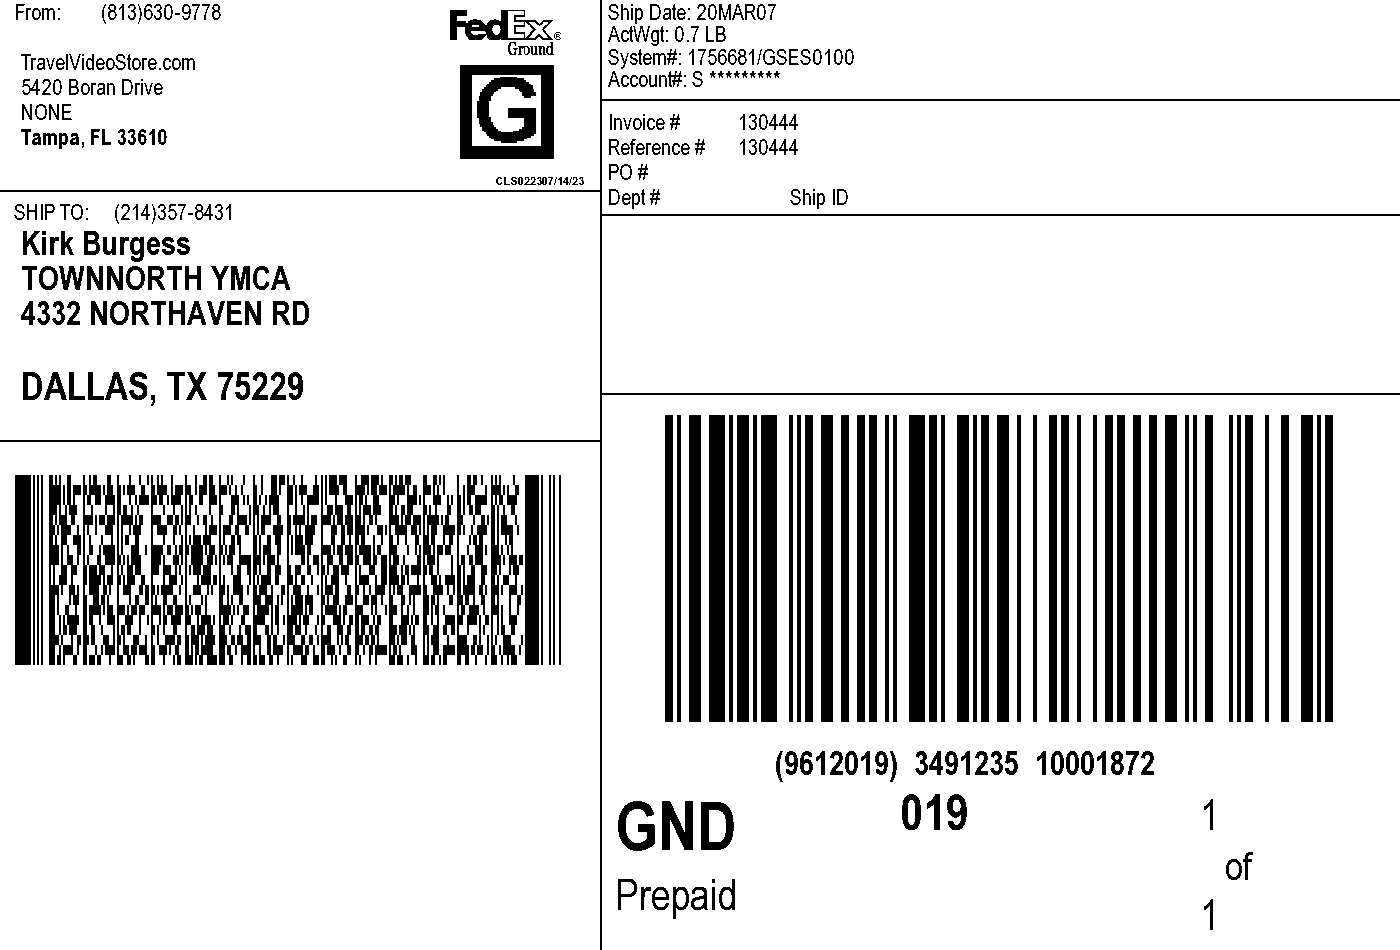 From: (813)630-9778
TravelVideoStore.com
5420 Boran Drive
NONE
Tampa, FL 33610
FedEx®
Ground
G
CLS022307/14/23
Ship Date: 20MAR07
ActWgt: 0.7 LB
System#: 1756681/GSES0100
Account#: S *********
Invoice # 130444
Reference # 130444
PO #
Dept # Ship ID
SHIP TO: (214)357-8431
Kirk Burgess
TOWNNORTH YMCA
4332 NORTHAVEN RD
DALLAS, TX 75229
(9612019) 3491235 10001872
GND 019 1
of
Prepaid 1